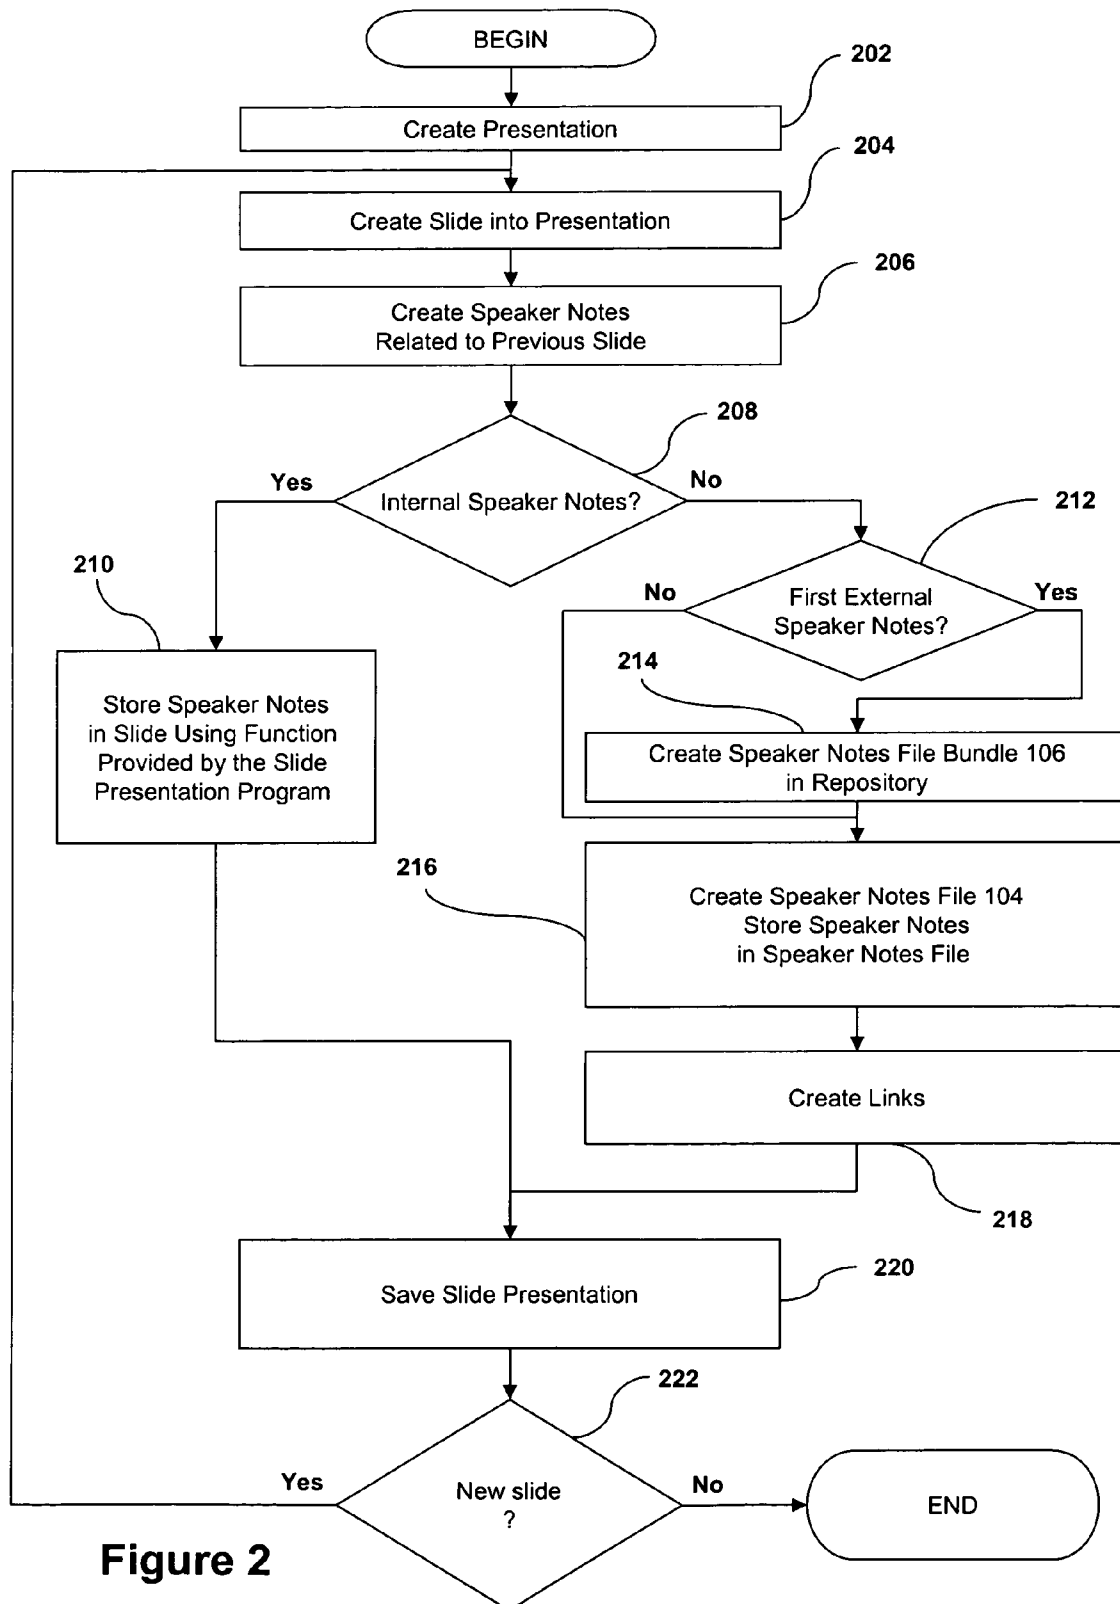 BEGIN
202
Create Presentation
204
Create Slide into Presentation
206
Create Speaker Notes
Related to Previous Slide
208
Yes
Internal Speaker Notes?
No
212
210
No
First External
Speaker Notes?
Yes
214
Store Speaker Notes
in Slide Using Function
Provided by the Slide
Presentation Program
Create Speaker Notes File Bundle 106
in Repository
216
Create Speaker Notes File 104
Store Speaker Notes
in Speaker Notes File
Create Links
218
Save Slide Presentation
220
222
Yes
New slide
?
No
END
Figure 2